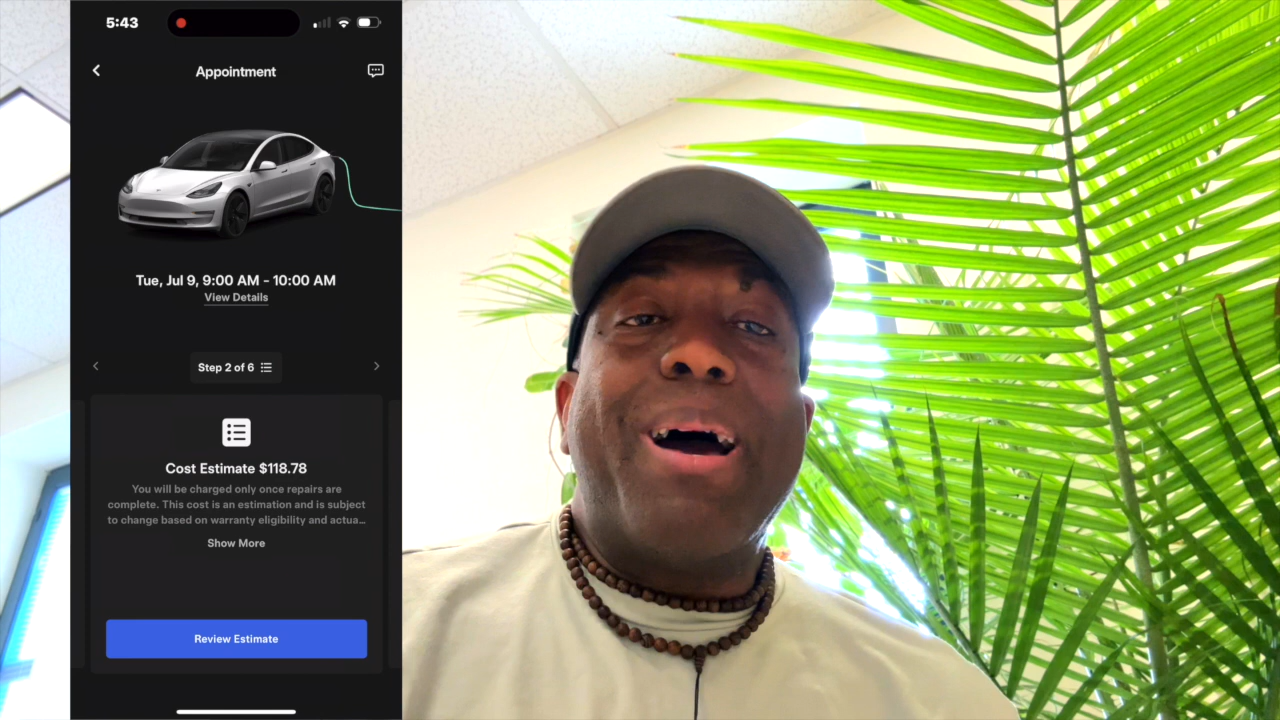 5:43
Appointment
Tue, Jul 9, 9:00 AM - 10:00 AM
View Details
Step 2 of 6
Cost Estimate $118.78
You will be charged only once repairs are
complete. This cost is an estimation and is subject
to change based on warranty eligibility and actua...
Show More
Review Estimate